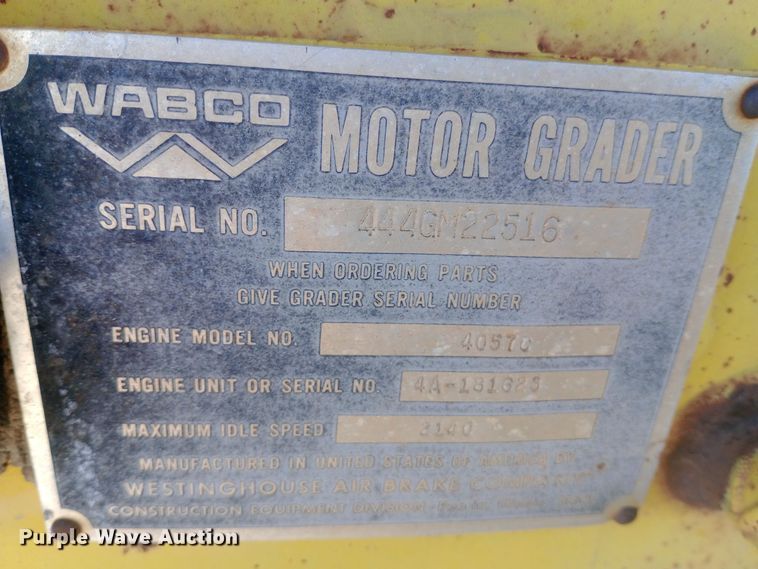 WABCO MOTOR GRADER
SERIAL NO. 444GM22516
WHEN ORDERING PARTS
GIVE GRADER SERIAL NUMBER
ENGINE MODEL NO.
ENGINE UNIT OR SERIAL NO.
MAXIMUM IDLE SPEED 2140
MANUFACTURED IN UNITED STATES OF AMERICA BY
WESTINGHOUSE AIR BRAKE COMPANY
CONSTRUCTION EQUIPMENT DIVISION
Purple Wave Auction